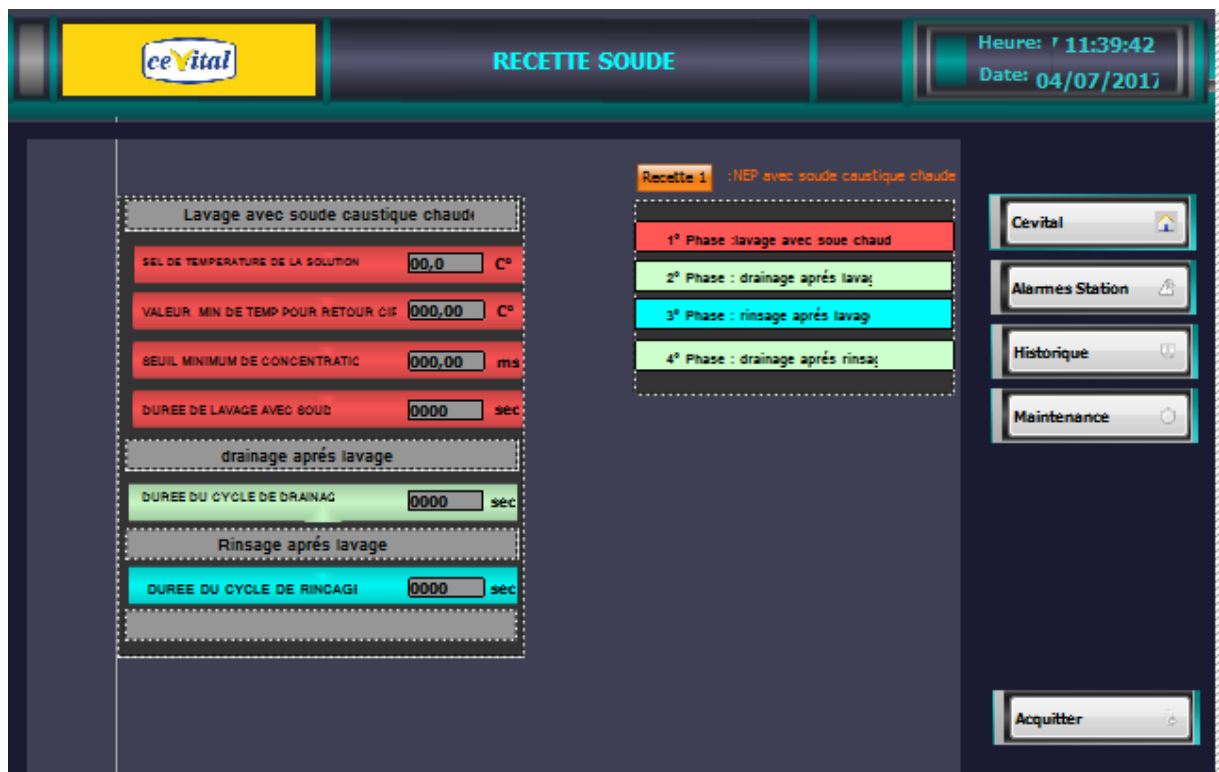 cevital
RECETTE SOUDE
Heure: 11:39:42
Date: 04/07/2017
Recette 1 :NEP avec soude caustique chaude
Lavage avec soude caustique chaude
SEL DE TEMPERATURE DE LA SOLUTION 00,0 C°
VALEUR MIN DE TEMP POUR RETOUR CIF 000,00 C°
SEUIL MINIMUM DE CONCENTRATIC 000,00 ms
DUREE DE LAVAGE AVEC SOUD 0000 sec
drainage aprés lavage
DUREE DU CYCLE DE DRAINAG 0000 sec
Rinsage aprés lavage
DUREE DU CYCLE DE RINCAGE 0000 sec
1° Phase :lavage avec soue chaud
2° Phase : drainage aprés lavag
3° Phase : rinsage aprés lavag
4° Phase : drainage aprés rinsag
Cevital
Alarmes Station
Historique
Maintenance
Acquitter